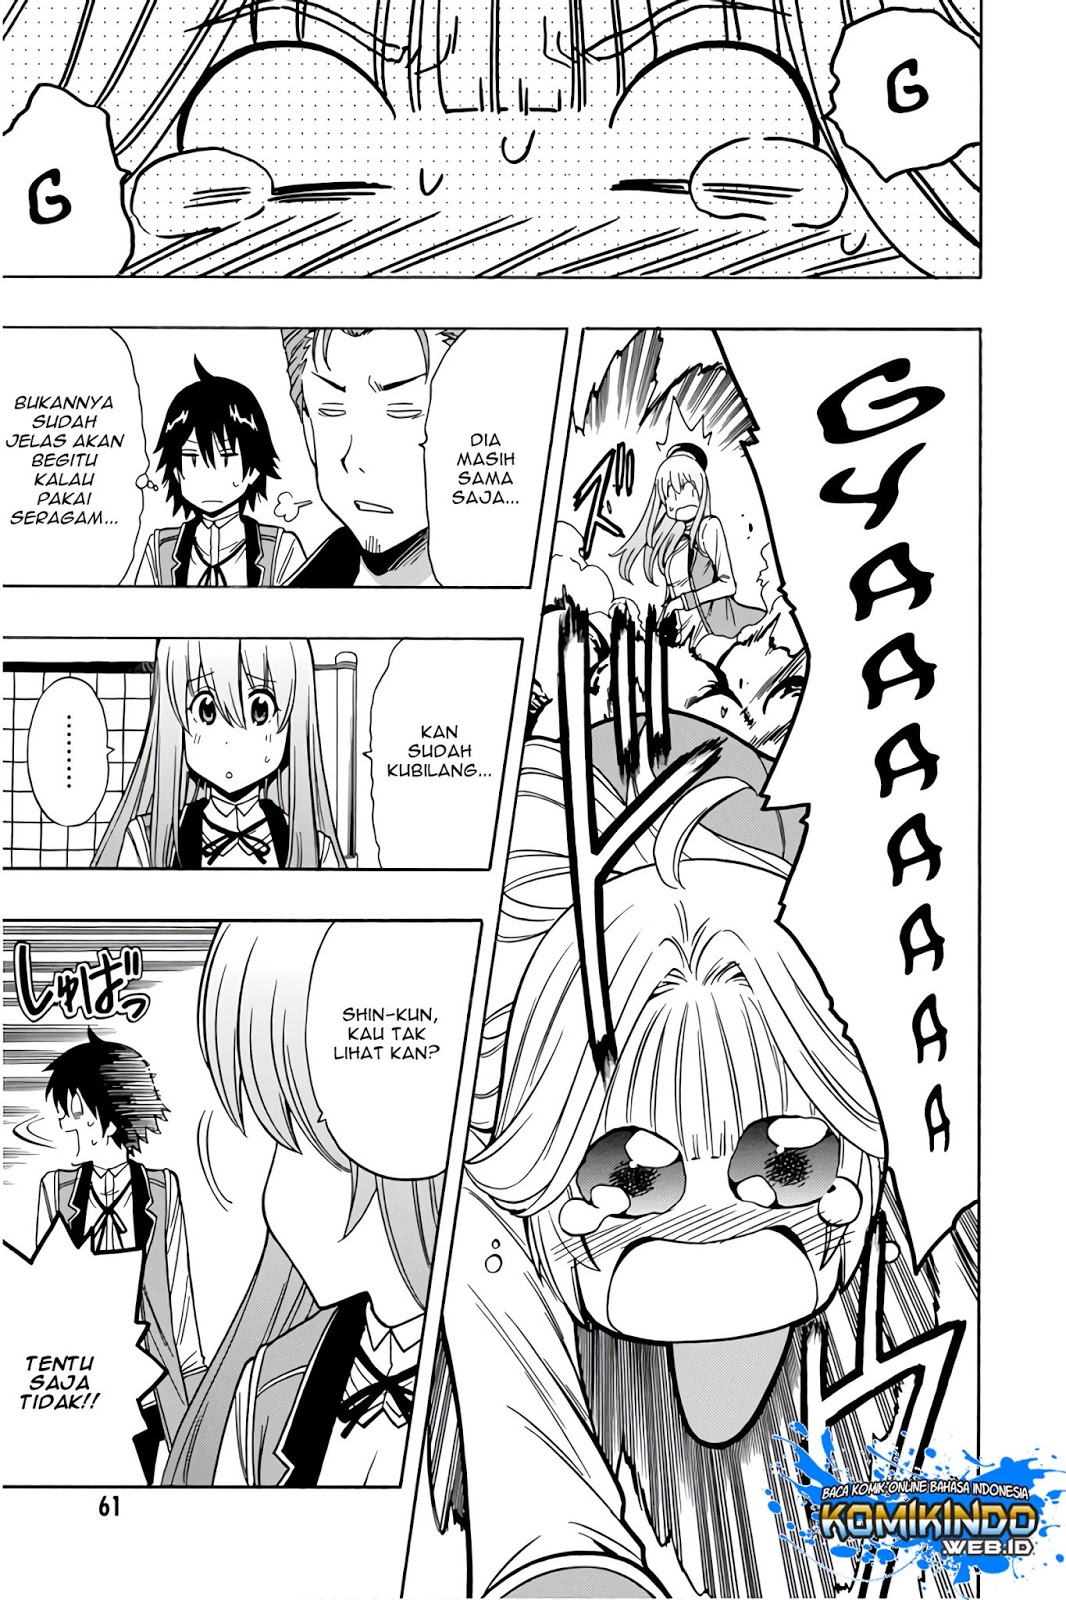 G
G
GYAAAAAAAA
ズ
ズ
DIA
MASIH
SAMA
SAJA...
BUKANNYA
SUDAH
JELAS AKAN
BEGITU
KALAU
PAKAI
SERAGAM...
KAN
SUDAH
KUBILANG...
.........
SHIN-KUN,
KAU TAK
LIHAT KAN?
しゅばっ
TENTU
SAJA
TIDAK!!
61
BACA KOMIK ONLINE BAHASA INDONESIA
KOMIKINDO
.WEB.ID